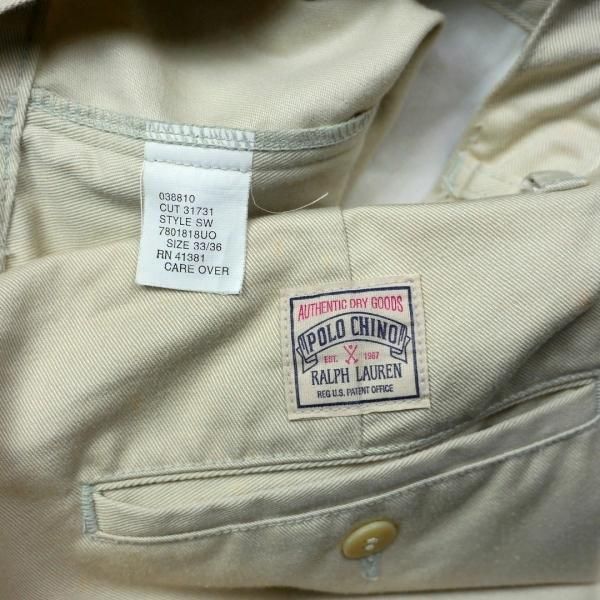 038810
CUT 31731
STYLE SW
7801818UO
SIZE 33/36
RN 41381
CARE OVER
AUTHENTIC DRY GOODS
POLO CHINO
EST. 1967
RALPH LAUREN
REG U.S. PATENT OFFICE